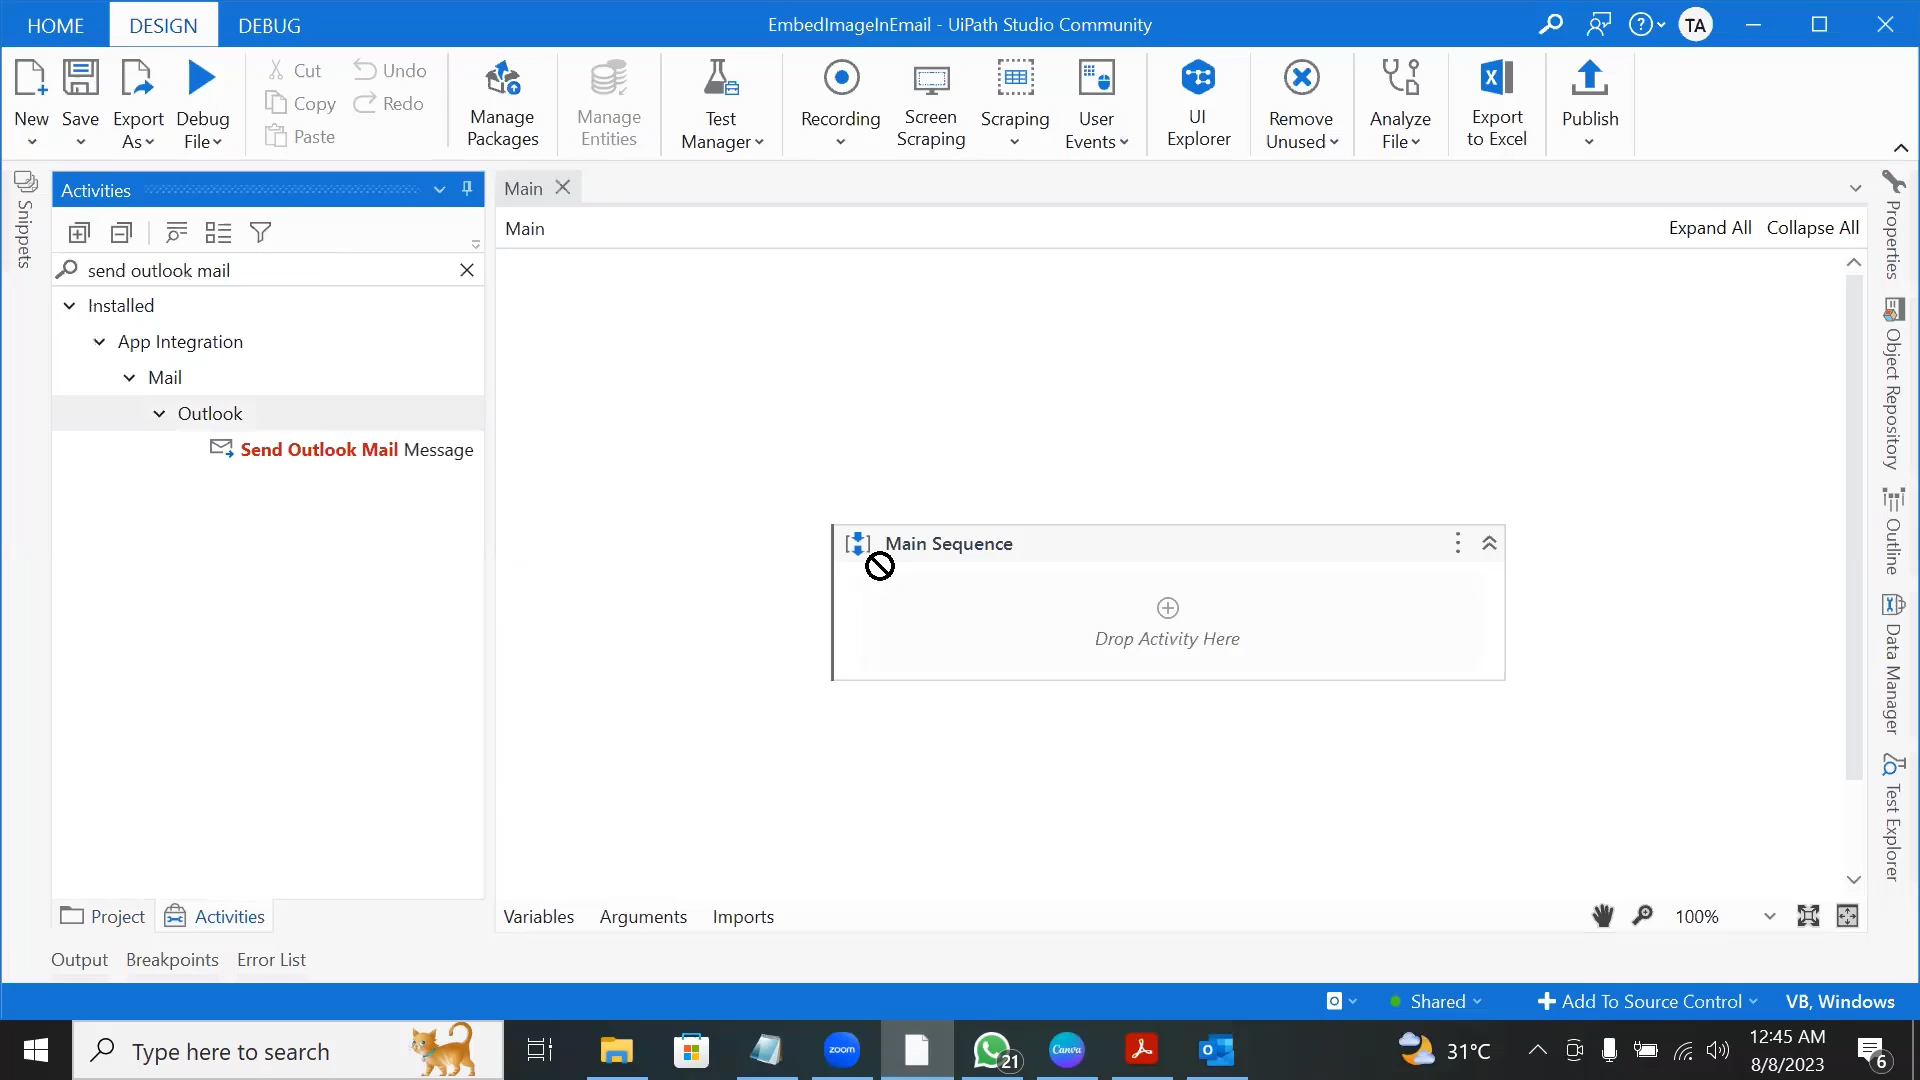 HOME DESIGN DEBUG EmbedImageInEmail - UiPath Studio Community TA
New Save Export As Debug File Cut Copy Paste Undo Redo Manage Packages Manage Entities Test Manager Recording Screen Scraping Scraping User Events UI Explorer Remove Unused Analyze File Export to Excel Publish
Snippets
Activities
send outlook mail
Installed
App Integration
Mail
Outlook
Send Outlook Mail Message
Main
Main Expand All Collapse All
Main Sequence
Drop Activity Here
Properties
Object Repository
Outline
Data Manager
Test Explorer
Project Activities
Variables Arguments Imports 100%
Output Breakpoints Error List
Shared Add To Source Control VB, Windows
Type here to search zoom 21 Canva 31°C 12:45 AM
8/8/2023 6